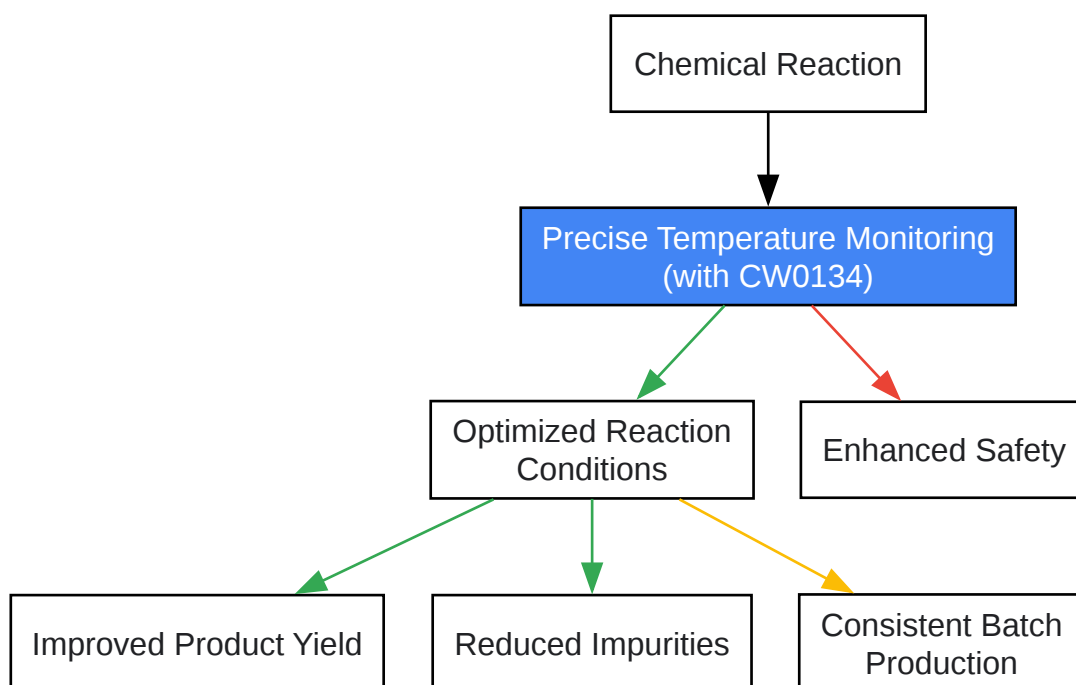 Chemical Reaction
Precise Temperature Monitoring
(with CW0134)
Optimized Reaction
Conditions
Enhanced Safety
Improved Product Yield
Reduced Impurities
Consistent Batch
Production